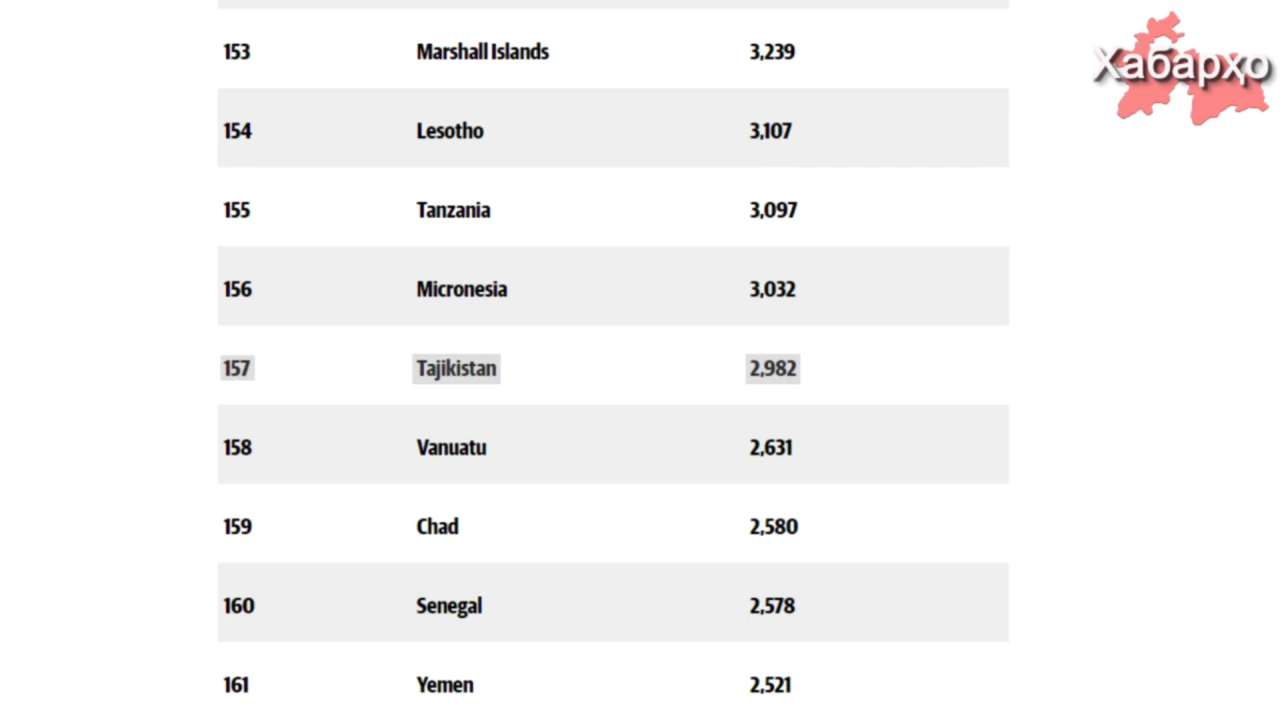 153 Marshall Islands 3,239
Хабарҳо
154 Lesotho 3,107
155 Tanzania 3,097
156 Micronesia 3,032
157 Tajikistan 2,982
158 Vanuatu 2,631
159 Chad 2,580
160 Senegal 2,578
161 Yemen 2,521